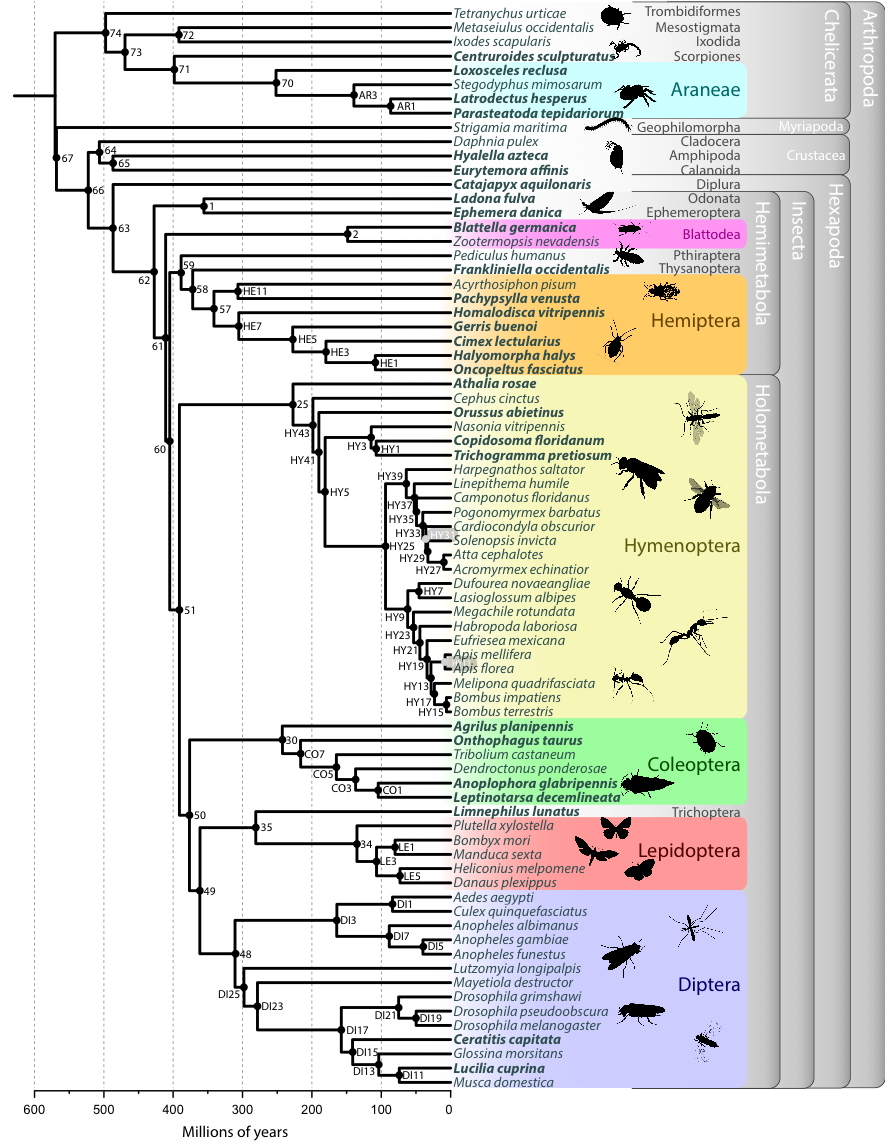 Tetranychus urticae
Trombidiformes
Metaseiulus occidentalis
Mesostigmata
Ixodes scapularis
Ixodida
Centruroides sculpturatus
Scorpiones
Loxosceles reclusa
Stegodyphus mimosarum
Araneae
Latrodectus hesperus
Parasteatoda tepidariorum
Strigamia maritima
Geophilomorpha
Daphnia pulex
Cladocera
Hyalella azteca
Amphipoda
Eurytemora affinis
Calanoida
Catajapyx aquilonaris
Diplura
Ladona fulva
Odonata
Ephemera danica
Ephemeroptera
Blattella germanica
Blattodea
Zootermopsis nevadensis
Pediculus humanus
Pthiraptera
Frankliniella occidentalis
Thysanoptera
Acyrthosiphon pisum
Pachypsylla venusta
Homalodisca vitripennis
Hemiptera
Gerris buenoi
Cimex lectularius
Halyomorpha halys
Oncopeltus fasciatus
Athalia rosae
Cephus cinctus
Orussus abietinus
Nasonia vitripennis
Copidosoma floridanum
Trichogramma pretiosum
Harpegnathos saltator
Linepithema humile
Camponotus floridanus
Pogonomyrmex barbatus
Cardiocondyla obscurior
Solenopsis invicta
Hymenoptera
Atta cephalotes
Acromyrmex echinatior
Dufourea novaeangliae
Lasioglossum albipes
Megachile rotundata
Habropoda laboriosa
Eufriesea mexicana
Apis mellifera
Apis florea
Melipona quadrifasciata
Bombus impatiens
Bombus terrestris
Agrilus planipennis
Onthophagus taurus
Tribolium castaneum
Coleoptera
Dendroctonus ponderosae
Anoplophora glabripennis
Leptinotarsa decemlineata
Limnephilus lunatus
Trichoptera
Plutella xylostella
Bombyx mori
Manduca sexta
Lepidoptera
Heliconius melpomene
Danaus plexippus
Aedes aegypti
Culex quinquefasciatus
Anopheles albimanus
Anopheles gambiae
Anopheles funestus
Lutzomyia longipalpis
Mayetiola destructor
Diptera
Drosophila grimshawi
Drosophila pseudoobscura
Drosophila melanogaster
Ceratitis capitata
Glossina morsitans
Lucilia cuprina
Musca domestica
Chelicerata
Arthropoda
Myriapoda
Crustacea
Hemimetabola
Insecta
Hexapoda
Holometabola
74
72
73
71
70
AR3
AR1
67
64
65
66
63
1
2
62
59
58
HE11
57
HE7
HE5
HE3
HE1
61
60
25
HY43
HY3
HY1
HY41
HY39
HY5
HY37
HY35
HY33
HY25
HY29
HY27
HY7
HY9
HY23
HY21
HY19
HY13
HY17
HY15
51
30
CO7
CO5
CO3
CO1
50
35
34
LE1
LE3
LE5
49
DI1
DI3
DI7
DI5
48
DI25
DI23
DI21
DI19
DI17
DI15
DI13
DI11
600 500 400 300 200 100 0
Millions of years